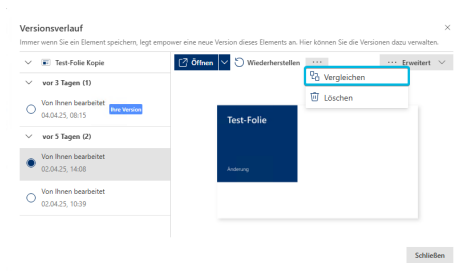 Versionsverlauf
Immer wenn Sie ein Element speichern, legt empower eine neue Version dieses Elements an. Hier können Sie die Versionen dazu verwalten.
Test-Folie Kopie
Öffnen
Wiederherstellen
Erweitert
Vergleichen
Löschen
vor 3 Tagen (1)
Von Ihnen bearbeitet
Ihre Version
04.04.25, 08:15
vor 5 Tagen (2)
Von Ihnen bearbeitet
02.04.25, 14:08
Von Ihnen bearbeitet
02.04.25, 10:39
Test-Folie
Änderung
Schließen